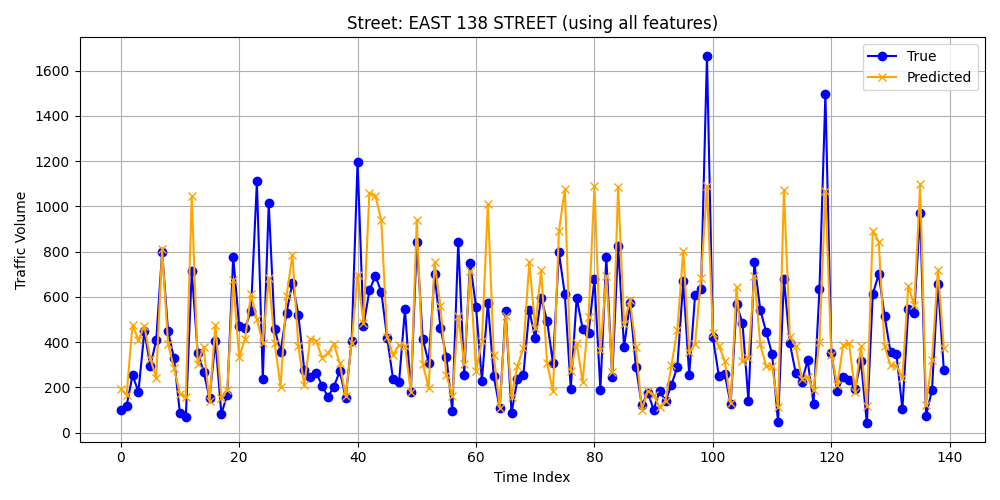 Street: EAST 138 STREET (using all features)
True
Predicted
Traffic Volume
1600
1400
1200
1000
800
600
400
200
0
0 20 40 60 80 100 120 140
Time Index